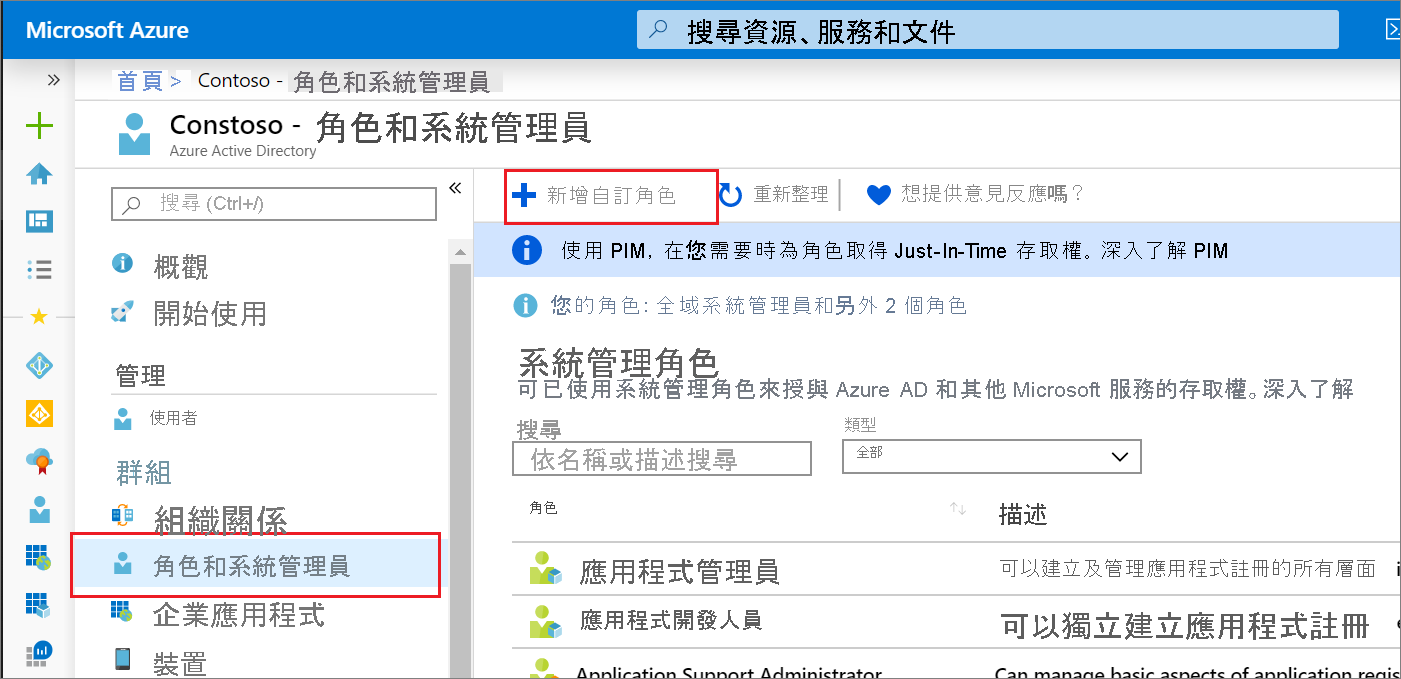 Microsoft Azure
搜尋資源、服務和文件
首頁 > Contoso - 角色和系統管理員
Constoso - 角色和系統管理員
Azure Active Directory
搜尋 (Ctrl+/)
概觀
開始使用
管理
使用者
群組
組織關係
角色和系統管理員
企業應用程式
裝置
新增自訂角色
重新整理
想提供意見反應嗎？
使用 PIM, 在您需要時為角色取得 Just-In-Time 存取權。深入了解 PIM
您的角色: 全域系統管理員和另外 2 個角色
系統管理角色
可已使用系統管理角色來授與 Azure AD 和其他 Microsoft 服務的存取權。深入了解
搜尋
類型
依名稱或描述搜尋
全部
角色
描述
應用程式管理員
可以建立及管理應用程式註冊的所有層面
應用程式開發人員
可以獨立建立應用程式註冊
Application Support Administrator
Can manage basic aspects of application regis